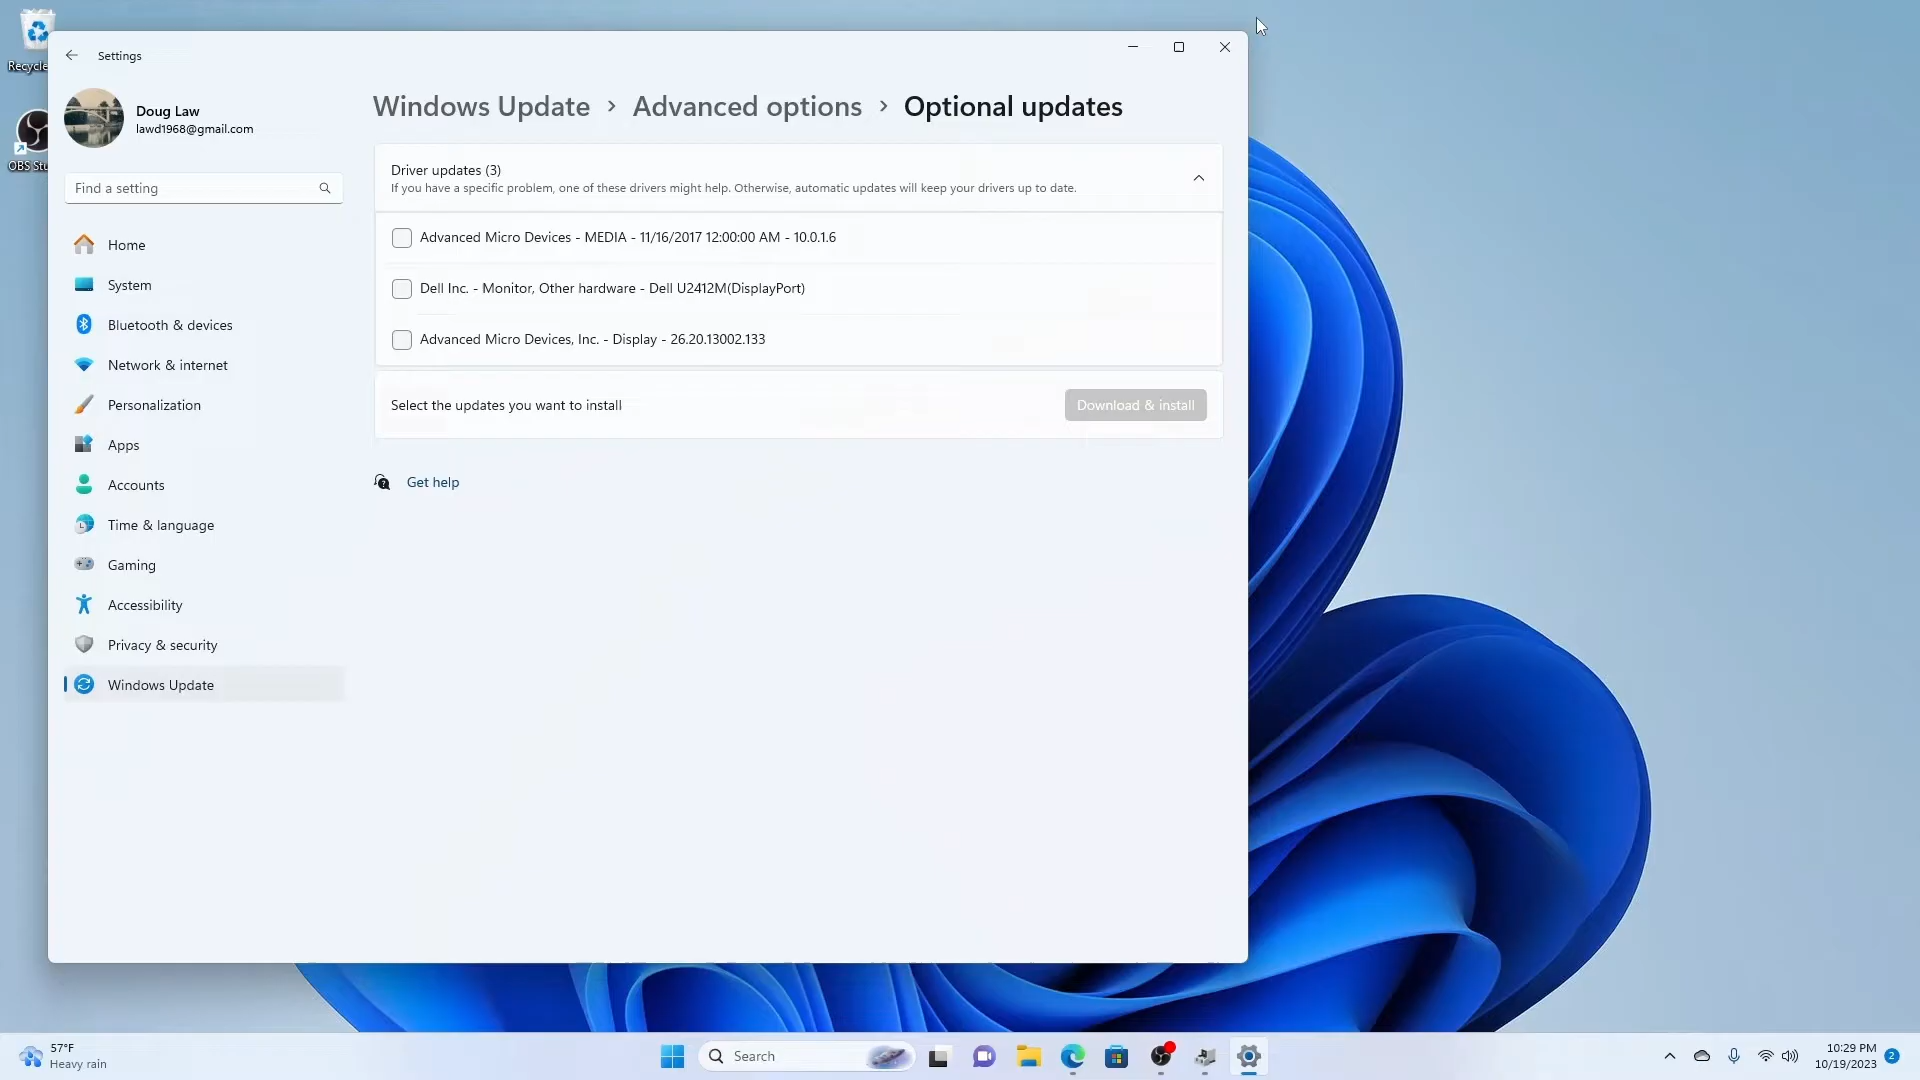 Recycle
OBS Stu
Settings
Doug Law
lawd1968@gmail.com
Find a setting
Home
System
Bluetooth & devices
Network & internet
Personalization
Apps
Accounts
Time & language
Gaming
Accessibility
Privacy & security
Windows Update
Windows Update > Advanced options > Optional updates
Driver updates (3)
If you have a specific problem, one of these drivers might help. Otherwise, automatic updates will keep your drivers up to date.
Advanced Micro Devices - MEDIA - 11/16/2017 12:00:00 AM - 10.0.1.6
Dell Inc. - Monitor, Other hardware - Dell U2412M(DisplayPort)
Advanced Micro Devices, Inc. - Display - 26.20.13002.133
Select the updates you want to install
Download & install
Get help
57°F
Heavy rain
Search
10:29 PM
10/19/2023
2